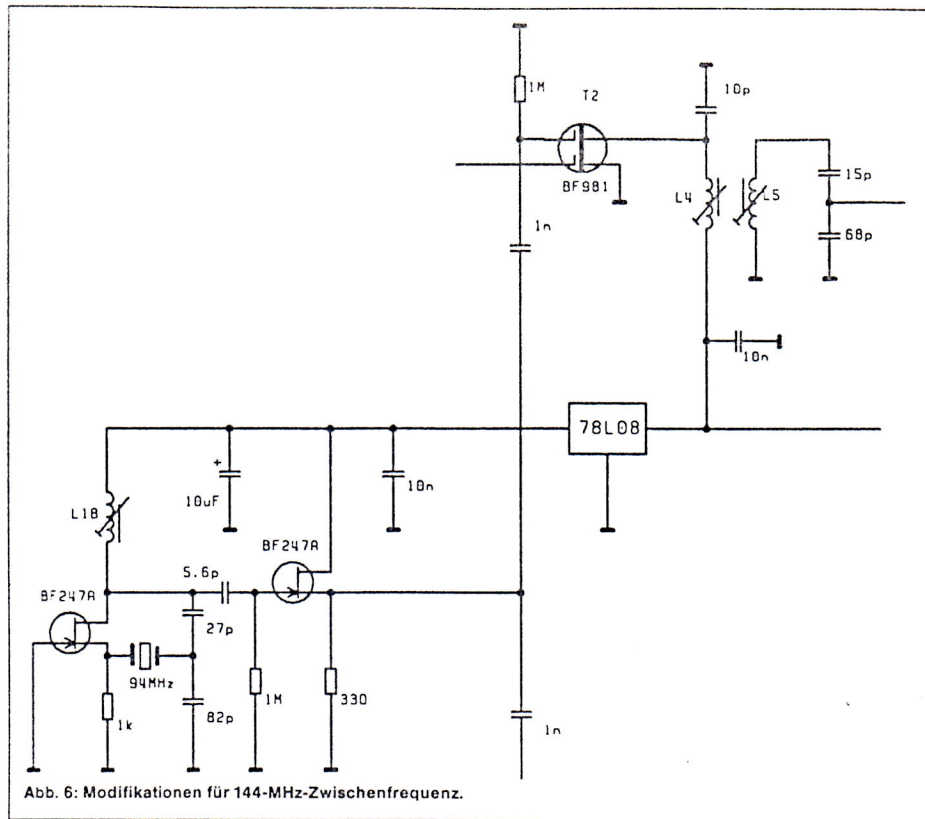 1M
T2
10p
BF981
L4
L5
15p
68p
1n
10n
78L08
+
10uF
10n
L18
BF247A
5.6p
BF247A
27p
94MHz
1k
82p
1M
330
1n
Abb. 6: Modifikationen für 144-MHz-Zwischenfrequenz.